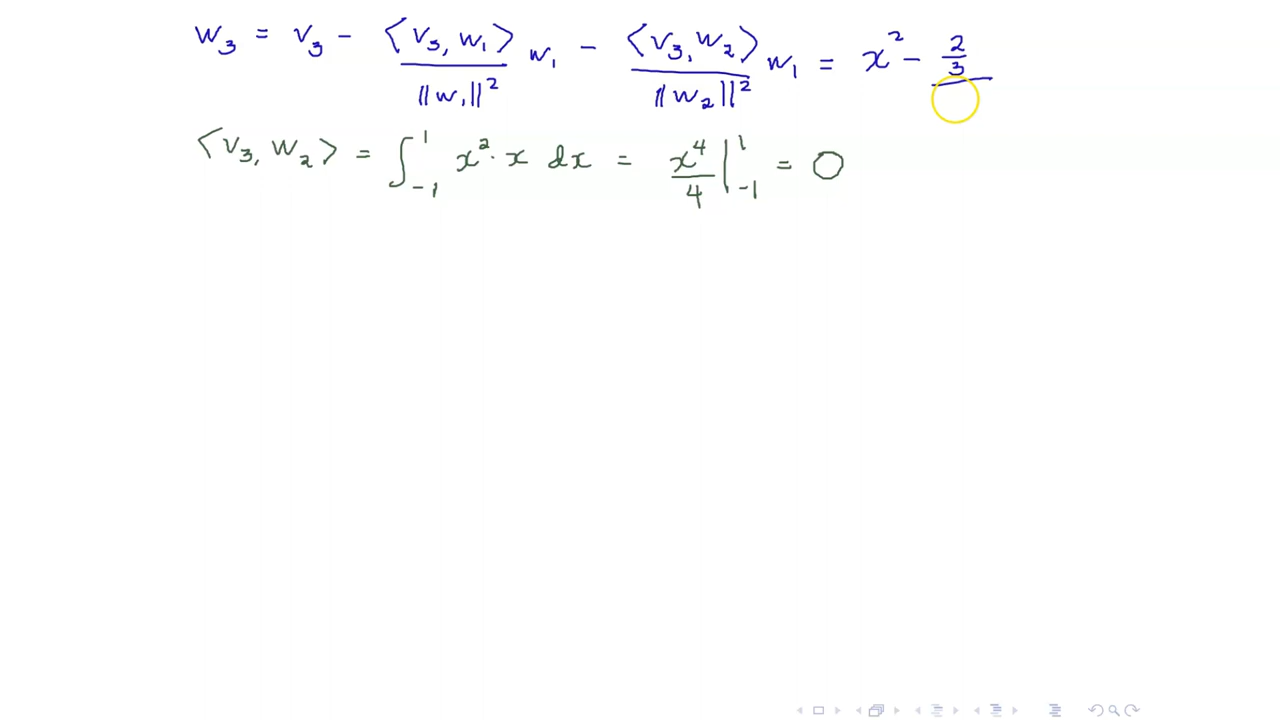 w₃ = v₃ − ⟨v₃, w₁⟩/‖w₁‖² w₁ − ⟨v₃, w₂⟩/‖w₂‖² w₁ = x² − (2/3)/
⟨v₃, w₂⟩ = ∫₋₁¹ x² · x dx = x⁴/4 |₋₁¹ = 0